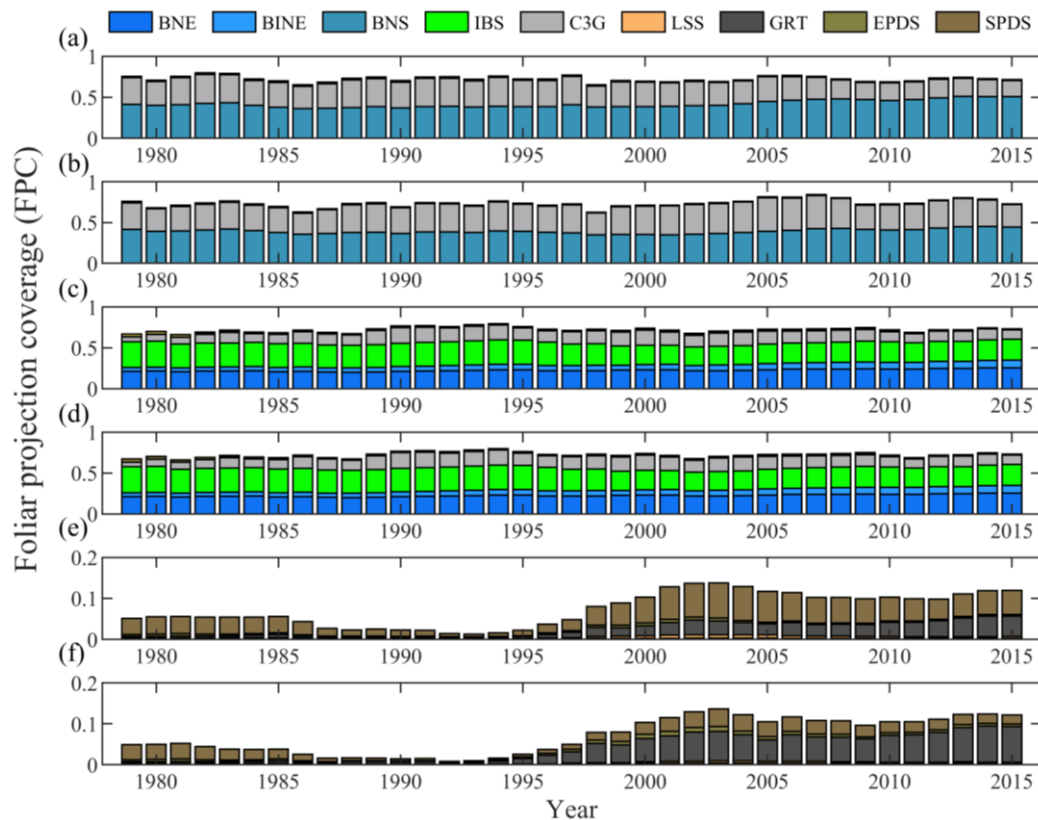 BNE BINE BNS IBS C3G LSS GRT EPDS SPDS
(a)
1
0.5
0
1980 1985 1990 1995 2000 2005 2010 2015
(b)
1
0.5
0
1980 1985 1990 1995 2000 2005 2010 2015
(c)
1
0.5
0
1980 1985 1990 1995 2000 2005 2010 2015
(d)
1
0.5
0
1980 1985 1990 1995 2000 2005 2010 2015
(e)
0.2
0.1
0
1980 1985 1990 1995 2000 2005 2010 2015
(f)
0.2
0.1
0
1980 1985 1990 1995 2000 2005 2010 2015
Year
Foliar projection coverage (FPC)